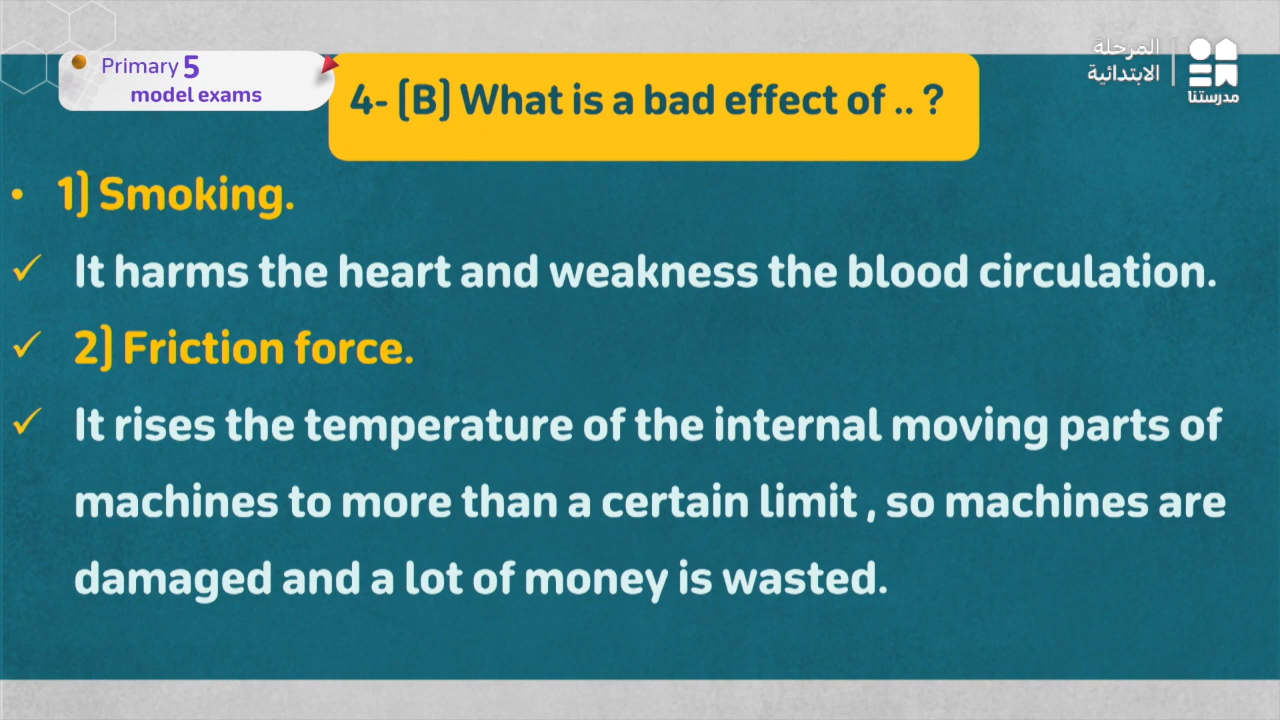 Primary 5
model exams
4- (B) What is a bad effect of .. ?
المرحلة
الابتدائية
مدرستنا
• 1) Smoking.
✓ It harms the heart and weakness the blood circulation.
✓ 2) Friction force.
✓ It rises the temperature of the internal moving parts of
machines to more than a certain limit , so machines are
damaged and a lot of money is wasted.